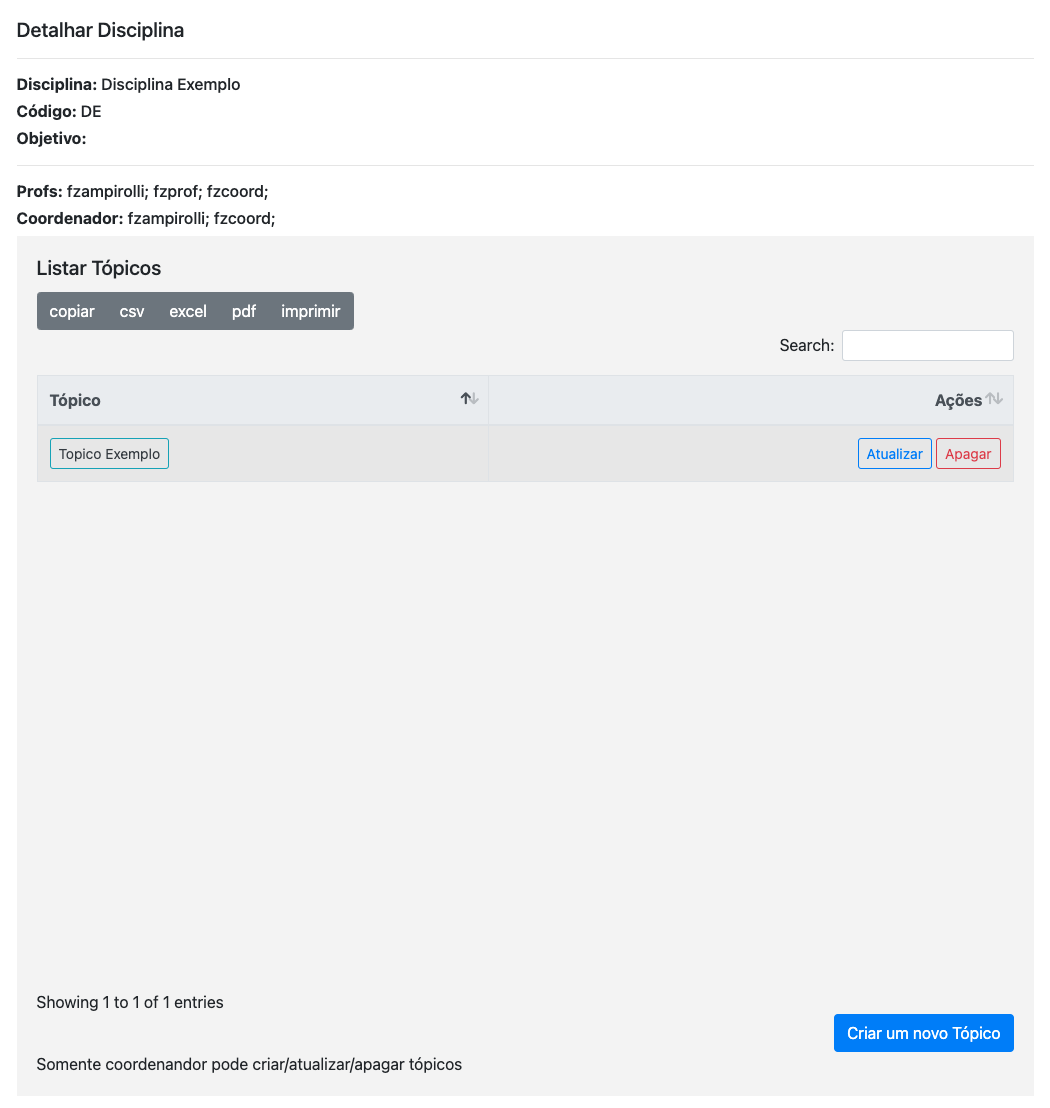 Detalhar Disciplina
Disciplina: Disciplina Exemplo
Código: DE
Objetivo:
Profs: fzampirolli; fzprof; fzcoord;
Coordenador: fzampirolli; fzcoord;
Listar Tópicos
copiar csv excel pdf imprimir
Search:
Tópico Ações
Topico Exemplo Atualizar Apagar
Showing 1 to 1 of 1 entries
Criar um novo Tópico
Somente coordenandor pode criar/atualizar/apagar tópicos